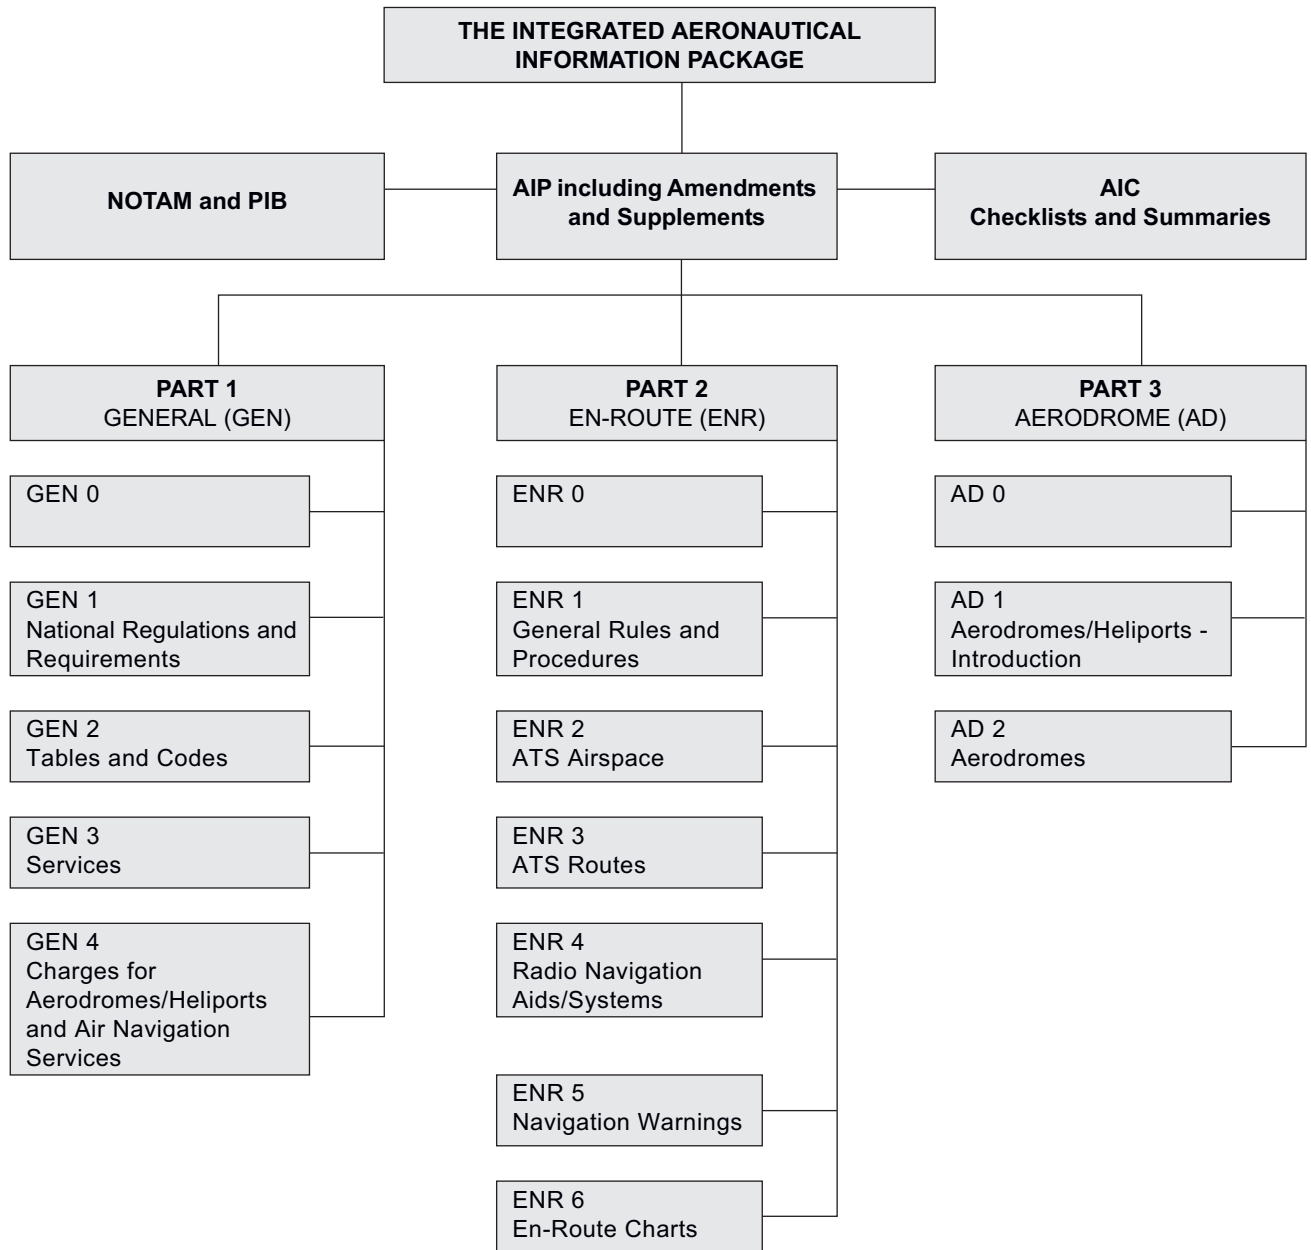 THE INTEGRATED AERONAUTICAL
INFORMATION PACKAGE
NOTAM and PIB
AIP including Amendments
and Supplements
AIC
Checklists and Summaries
PART 1
GENERAL (GEN)
GEN 0
GEN 1
National Regulations and
Requirements
GEN 2
Tables and Codes
GEN 3
Services
GEN 4
Charges for
Aerodromes/Heliports
and Air Navigation
Services
PART 2
EN-ROUTE (ENR)
ENR 0
ENR 1
General Rules and
Procedures
ENR 2
ATS Airspace
ENR 3
ATS Routes
ENR 4
Radio Navigation
Aids/Systems
ENR 5
Navigation Warnings
ENR 6
En-Route Charts
PART 3
AERODROME (AD)
AD 0
AD 1
Aerodromes/Heliports -
Introduction
AD 2
Aerodromes